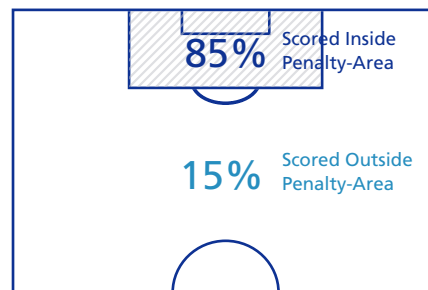 85%
Scored Inside
Penalty-Area
15%
Scored Outside
Penalty-Area